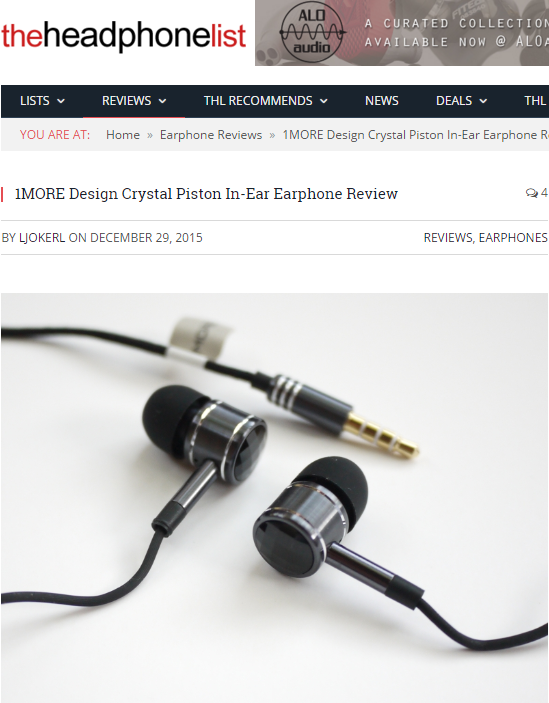 theheadphonelist
ALO
audio
A CURATED COLLECTION
AVAILABLE NOW @
LISTS
REVIEWS
THL RECOMMENDS
NEWS
DEALS
THL
YOU ARE AT: Home » Earphone Reviews » 1MORE Design Crystal Piston In-Ear Earphone
1MORE Design Crystal Piston In-Ear Earphone Review
4
BY LJOKERL ON DECEMBER 29, 2015
REVIEWS, EARPHONES